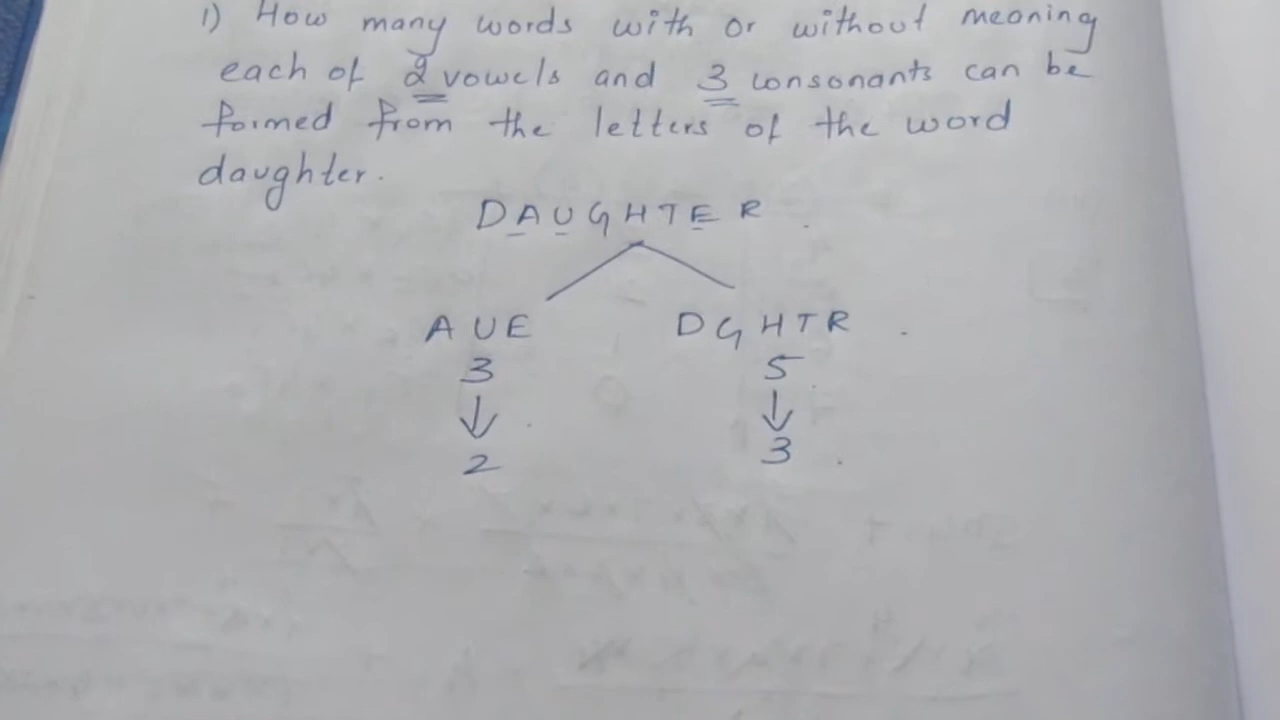 1) How many words with or without meaning
each of 2 vowels and 3 consonants can be
formed from the letters of the word
daughter.
DAUGHTER
AUE DGHTR
3 5
↓ ↓
2 3